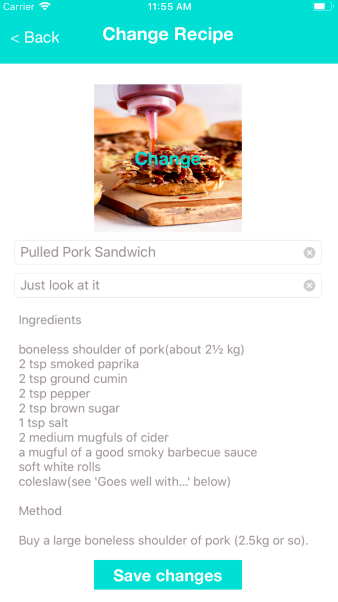 Carrier 11:55 AM
< Back Change Recipe
Change
Pulled Pork Sandwich
Just look at it
Ingredients
boneless shoulder of pork(about 2½ kg)
2 tsp smoked paprika
2 tsp ground cumin
2 tsp pepper
2 tsp brown sugar
1 tsp salt
2 medium mugfuls of cider
a mugful of a good smoky barbecue sauce
soft white rolls
coleslaw(see 'Goes well with...' below)
Method
Buy a large boneless shoulder of pork (2.5kg or so).
Save changes